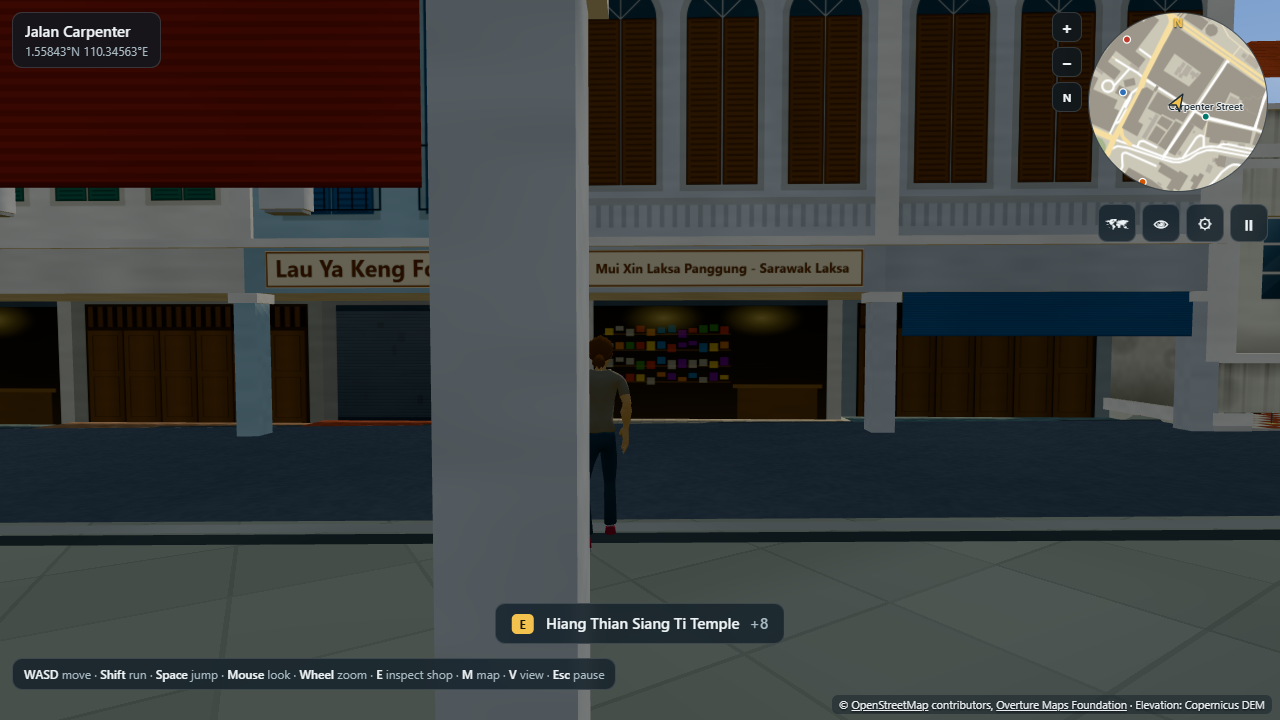 Jalan Carpenter
1.55843°N 110.34563°E
+
−
N
N
Carpenter Street
Lau Ya Keng Fo
Mui Xin Laksa Panggung - Sarawak Laksa
E Hiang Thian Siang Ti Temple +8
WASD move · Shift run · Space jump · Mouse look · Wheel zoom · E inspect shop · M map · V view · Esc pause
© OpenStreetMap contributors, Overture Maps Foundation · Elevation: Copernicus DEM